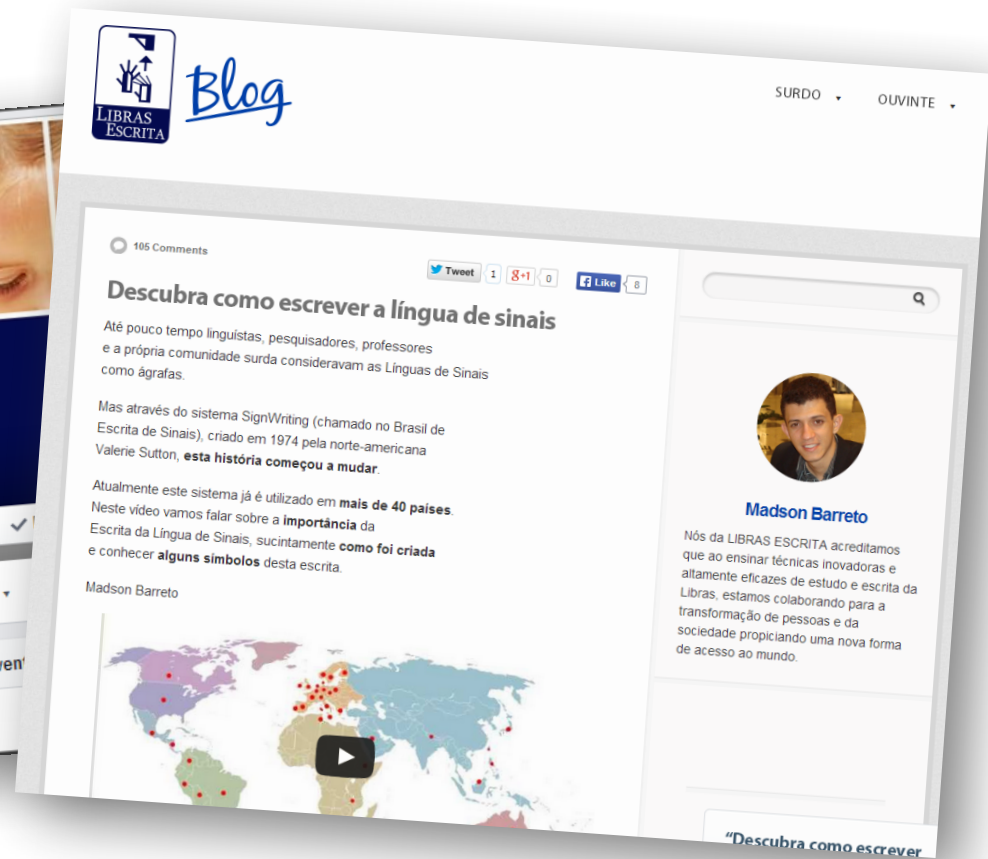 LIBRAS
ESCRITA
Blog
SURDO
OUVINTE
105 Comments
Tweet 1 g+1 0 Like 8
Descubra como escrever a língua de sinais
Até pouco tempo linguístas, pesquisadores, professores
e a própria comunidade surda consideravam as Línguas de Sinais
como ágrafas.
Mas através do sistema SignWriting (chamado no Brasil de
Escrita de Sinais), criado em 1974 pela norte-americana
Valerie Sutton, esta história começou a mudar.
Atualmente este sistema já é utilizado em mais de 40 países.
Neste vídeo vamos falar sobre a importância da
Escrita da Língua de Sinais, sucintamente como foi criada
e conhecer alguns símbolos desta escrita.
Madson Barreto
Madson Barreto
Nós da LIBRAS ESCRITA acreditamos
que ao ensinar técnicas inovadoras e
altamente eficazes de estudo e escrita da
Libras, estamos colaborando para a
transformação de pessoas e da
sociedade propiciando uma nova forma
de acesso ao mundo.
“Descubra como escrever